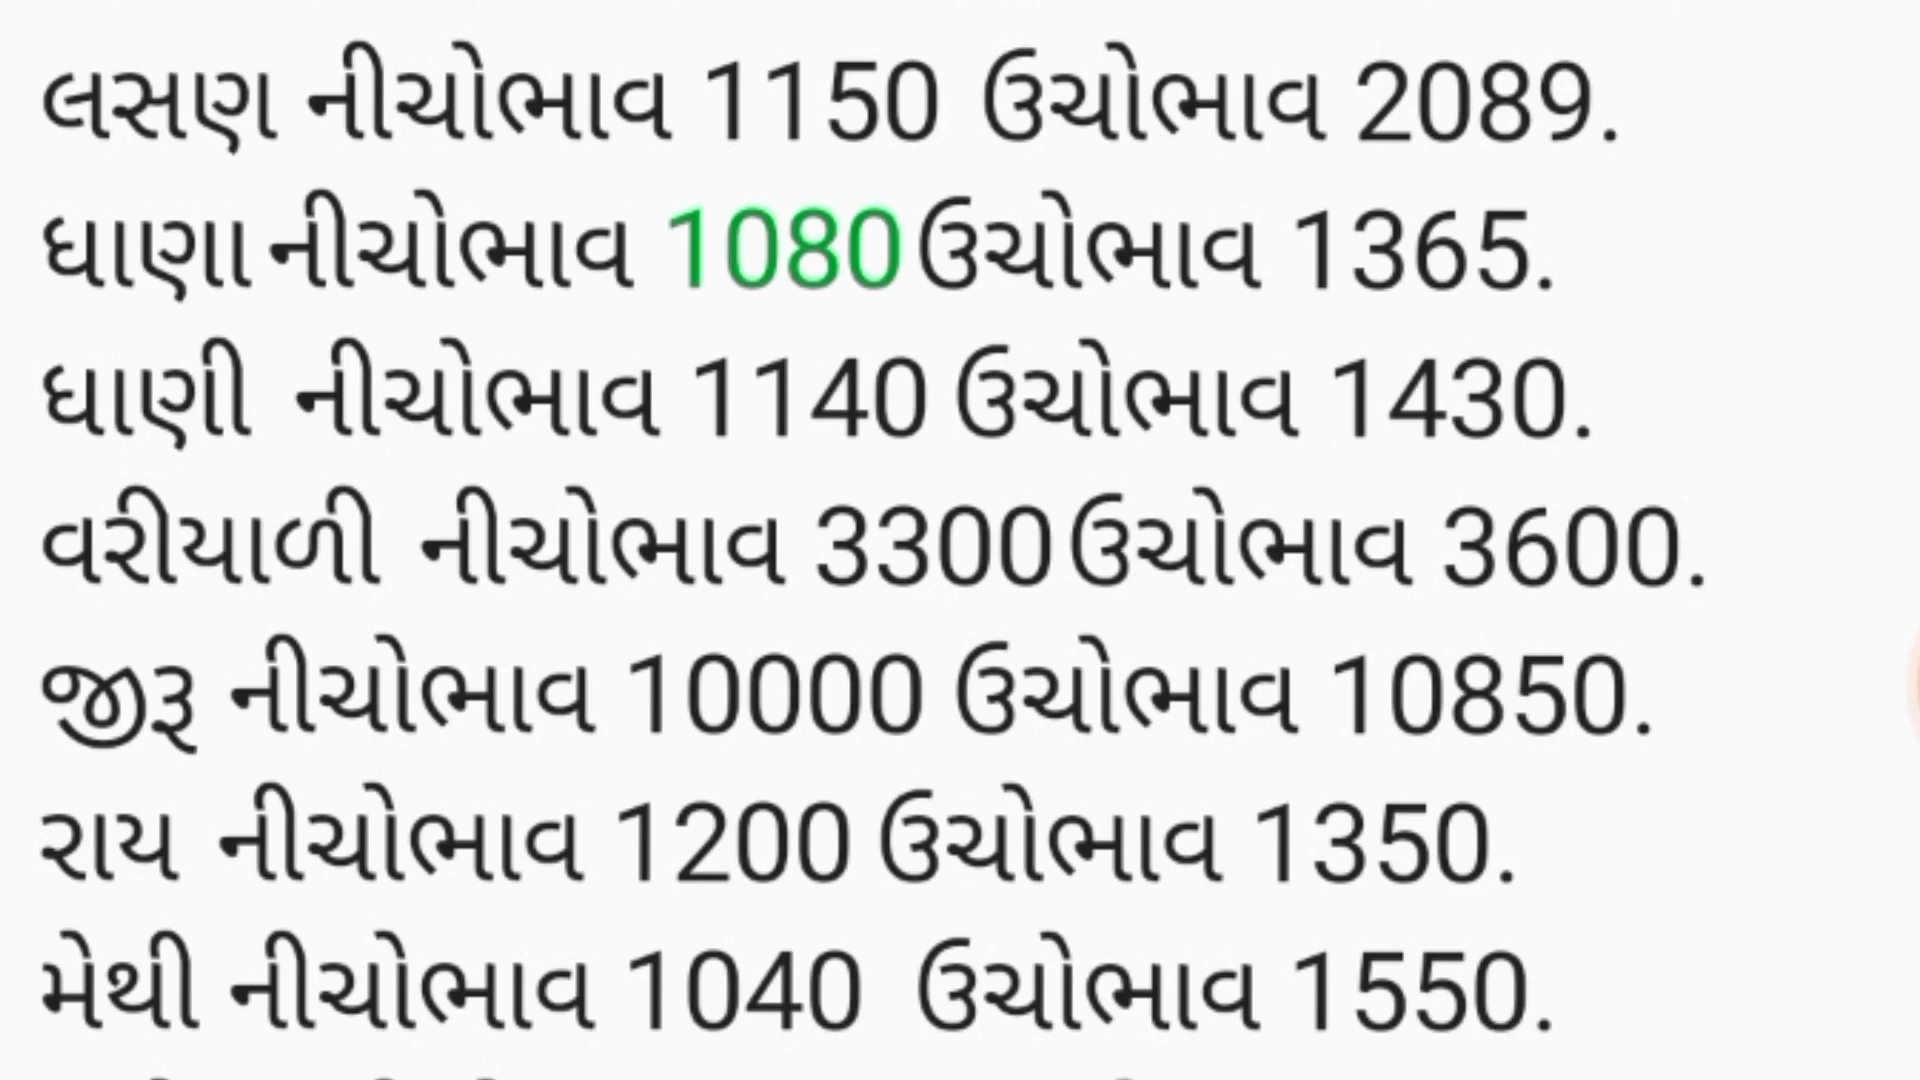 લસણ નીચોભાવ 1150 ઉચોભાવ 2089.
ધાણા નીચોભાવ 1080 ઉચોભાવ 1365.
ધાણી નીચોભાવ 1140 ઉચોભાવ 1430.
વરીયાળી નીચોભાવ 3300 ઉચોભાવ 3600.
જીરૂ નીચોભાવ 10000 ઉચોભાવ 10850.
રાય નીચોભાવ 1200 ઉચોભાવ 1350.
મેથી નીચોભાવ 1040 ઉચોભાવ 1550.